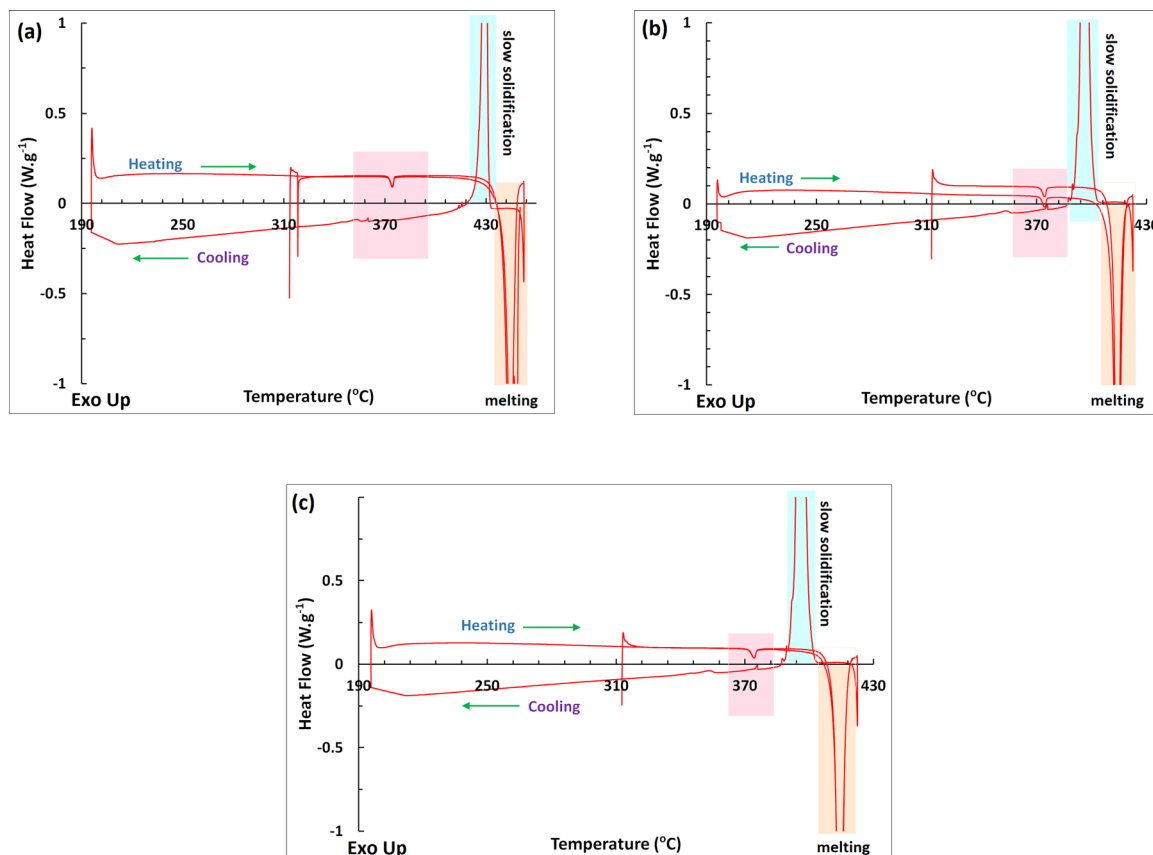 (a)
1
0.5
0
-0.5
-1
Heat Flow (W.g⁻¹)
Heating
Cooling
190 250 310 370 430
slow solidification
Temperature (°C)
Exo Up
melting
(b)
1
0.5
0
-0.5
-1
Heat Flow (W.g⁻¹)
Heating
Cooling
190 250 310 370 430
slow solidification
Temperature (°C)
Exo Up
melting
(c)
0.5
0
-0.5
-1
Heat Flow (W.g⁻¹)
Heating
Cooling
190 250 310 370 430
slow solidification
Temperature (°C)
Exo Up
melting